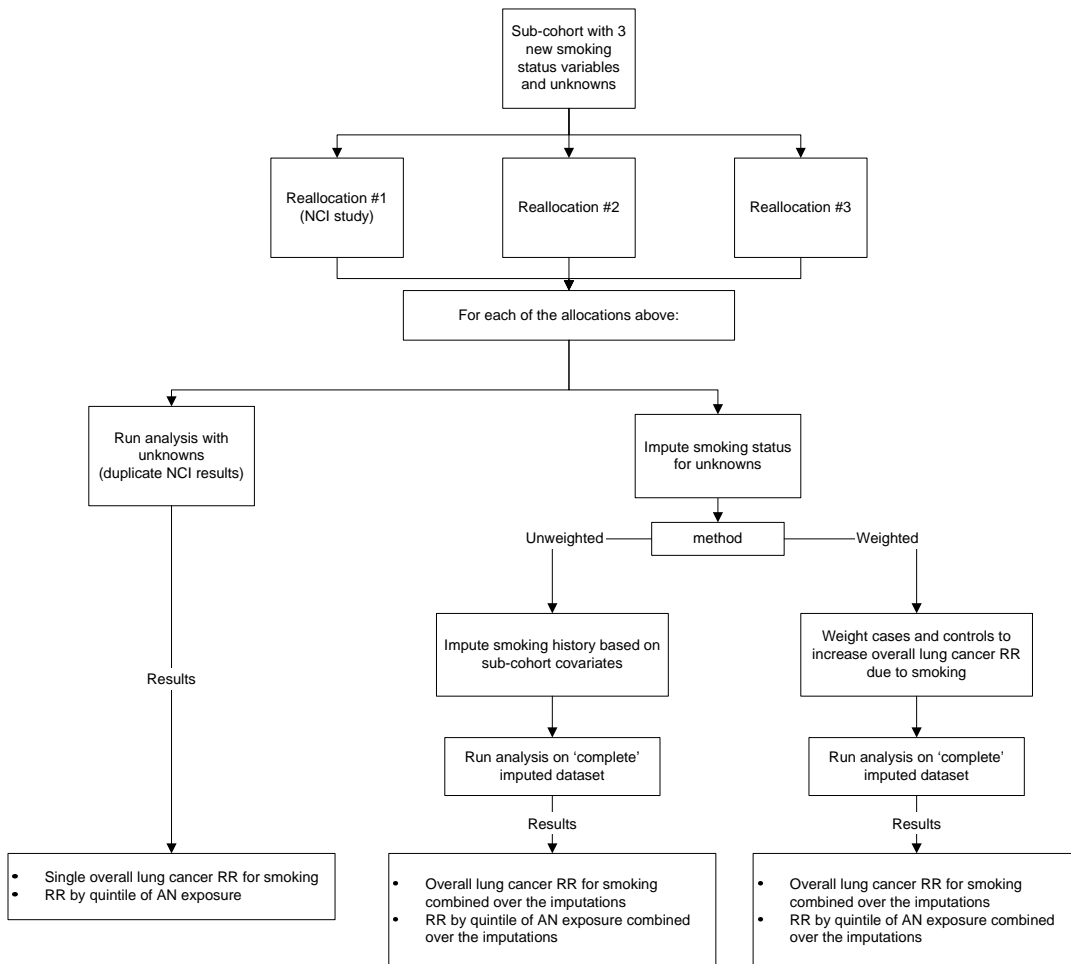 Sub-cohort with 3
new smoking
status variables
and unknowns
Reallocation #1
(NCI study)
Reallocation #2
Reallocation #3
For each of the allocations above:
Run analysis with
unknowns
(duplicate NCI results)
Impute smoking status
for unknowns
Unweighted
method
Weighted
Impute smoking history based on
sub-cohort covariates
Weight cases and controls to
increase overall lung cancer RR
due to smoking
Results
Run analysis on ‘complete’
imputed dataset
Run analysis on ‘complete’
imputed dataset
Results
Results
• Single overall lung cancer RR for smoking
• RR by quintile of AN exposure
• Overall lung cancer RR for smoking
combined over the imputations
• RR by quintile of AN exposure combined
over the imputations
• Overall lung cancer RR for smoking
combined over the imputations
• RR by quintile of AN exposure combined
over the imputations